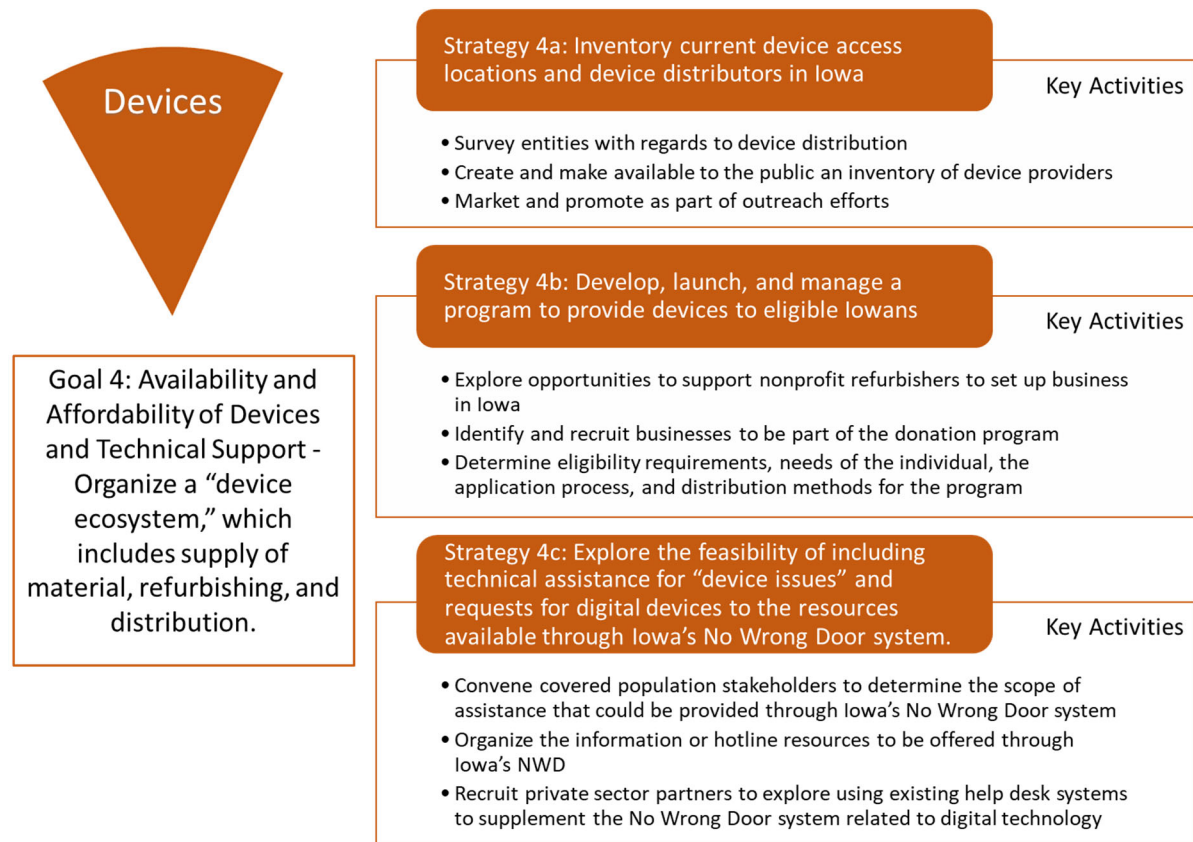 Devices
Goal 4: Availability and
Affordability of Devices
and Technical Support -
Organize a “device
ecosystem,” which
includes supply of
material, refurbishing, and
distribution.
Strategy 4a: Inventory current device access
locations and device distributors in Iowa
Key Activities
• Survey entities with regards to device distribution
• Create and make available to the public an inventory of device providers
• Market and promote as part of outreach efforts
Strategy 4b: Develop, launch, and manage a
program to provide devices to eligible Iowans
Key Activities
• Explore opportunities to support nonprofit refurbishers to set up business
in Iowa
• Identify and recruit businesses to be part of the donation program
• Determine eligibility requirements, needs of the individual, the
application process, and distribution methods for the program
Strategy 4c: Explore the feasibility of including
technical assistance for “device issues” and
requests for digital devices to the resources
available through Iowa’s No Wrong Door system.
Key Activities
• Convene covered population stakeholders to determine the scope of
assistance that could be provided through Iowa’s No Wrong Door system
• Organize the information or hotline resources to be offered through
Iowa’s NWD
• Recruit private sector partners to explore using existing help desk systems
to supplement the No Wrong Door system related to digital technology